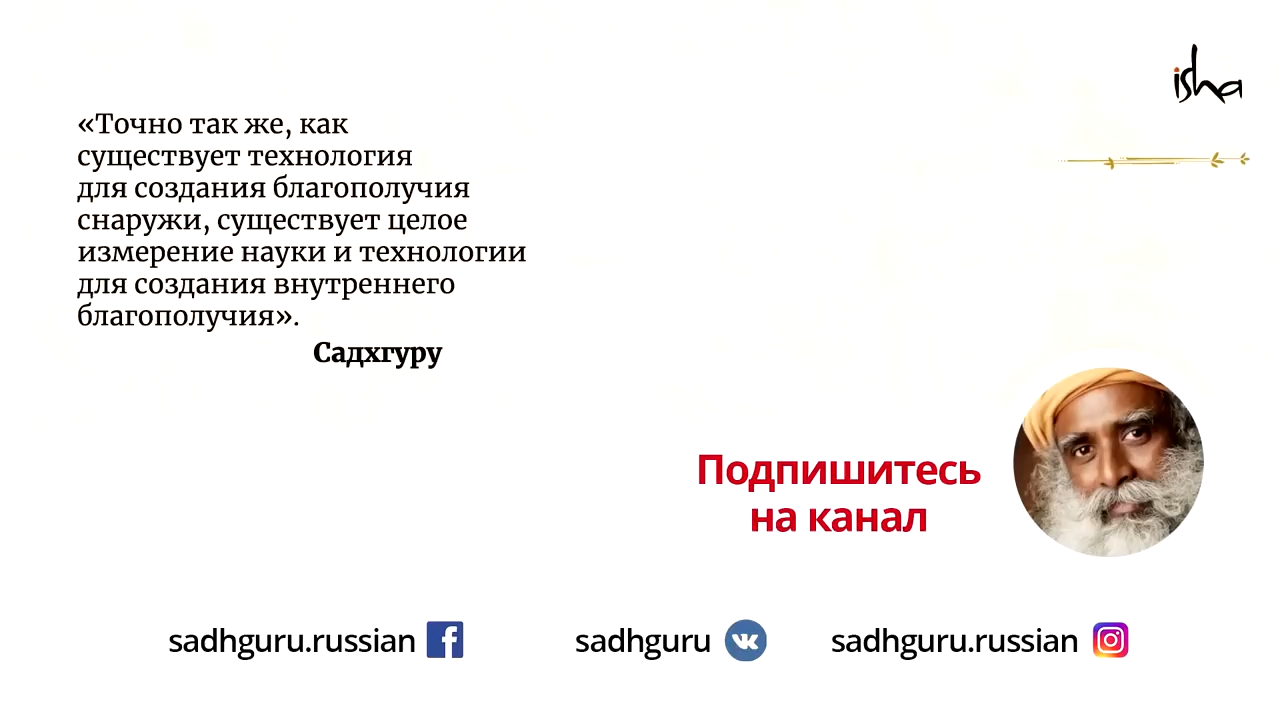 isha
«Точно так же, как
существует технология
для создания благополучия
снаружи, существует целое
измерение науки и технологии
для создания внутреннего
благополучия».
Садхгуру
Подпишитесь
на канал
sadhguru.russian
sadhguru
sadhguru.russian